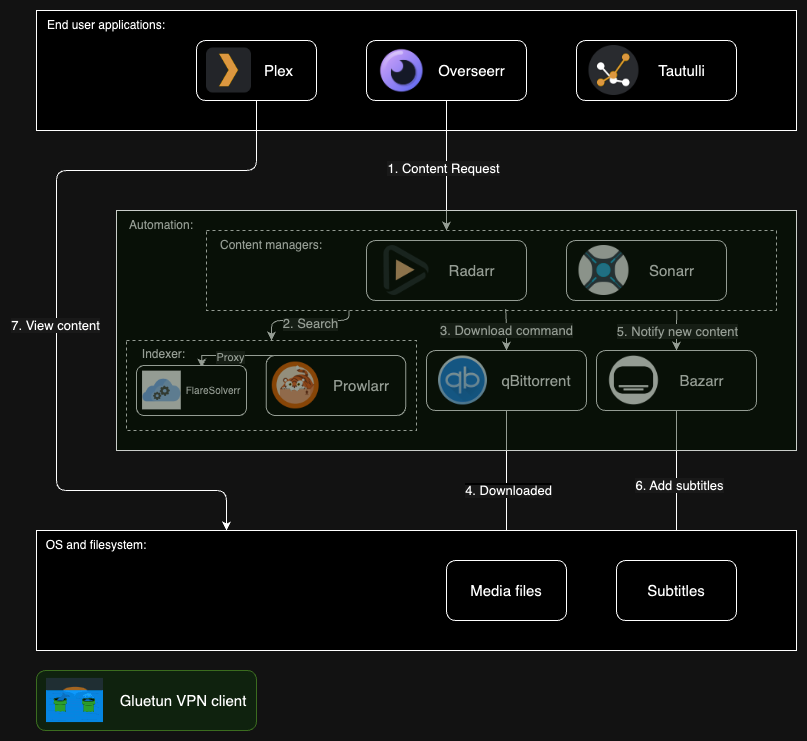 End user applications:
Plex
Overseerr
Tautulli
1. Content Request
Automation:
Content managers:
Radarr
Sonarr
7. View content
2. Search
3. Download command
5. Notify new content
Indexer:
Proxy
FlareSolverr
Prowlarr
qb
qBittorrent
Bazarr
4. Downloaded
6. Add subtitles
OS and filesystem:
Media files
Subtitles
Gluetun VPN client